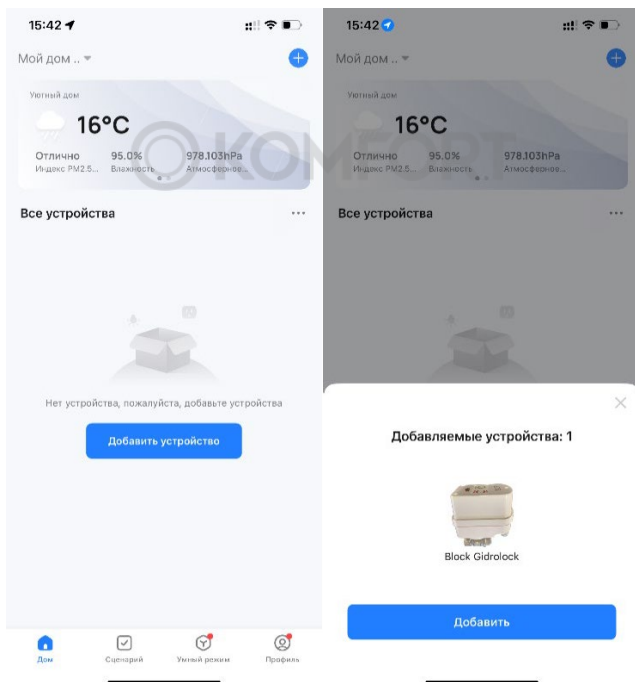 15:42
Мой дом ..
Уютный дом
16°C
Отлично 95.0% 978.103hPa
Индекс PM2.5... Влажность Атмосферное...
Все устройства
Нет устройства, пожалуйста, добавьте устройства
Добавить устройство
Дом Сценарий Умный режим Профиль
15:42
Мой дом ..
Уютный дом
16°C
Отлично 95.0% 978.103hPa
Индекс PM2.5... Влажность Атмосферное...
Все устройства
Добавляемые устройства: 1
Block Gidrolock
Добавить
КОМFORT